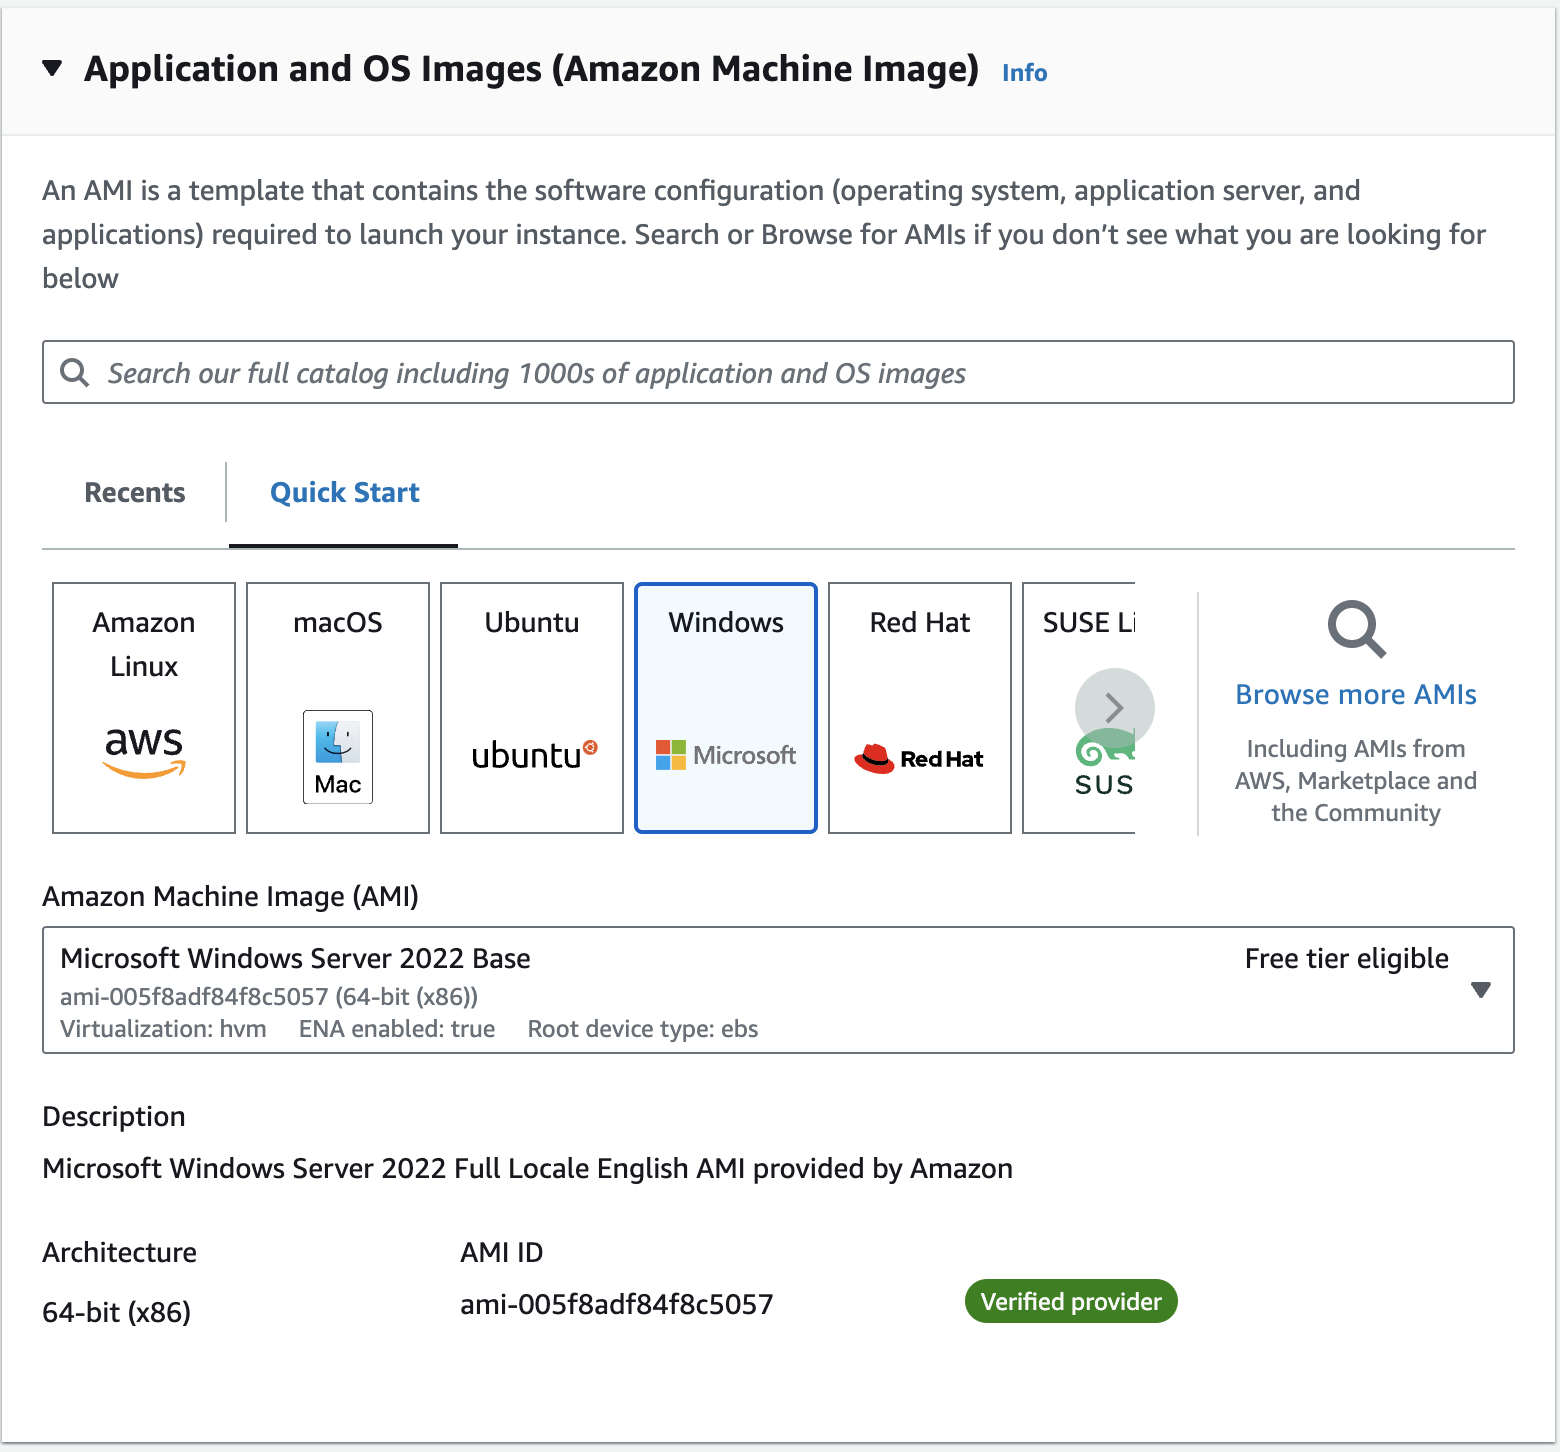 Application and OS Images (Amazon Machine Image) Info
An AMI is a template that contains the software configuration (operating system, application server, and
applications) required to launch your instance. Search or Browse for AMIs if you don’t see what you are looking for
below
Search our full catalog including 1000s of application and OS images
Recents
Quick Start
Amazon
Linux
aws
macOS
Mac
Ubuntu
ubuntu
Windows
Microsoft
Red Hat
Red Hat
SUSE Li
SUS
Browse more AMIs
Including AMIs from
AWS, Marketplace and
the Community
Amazon Machine Image (AMI)
Microsoft Windows Server 2022 Base
Free tier eligible
ami-005f8adf84f8c5057 (64-bit (x86))
Virtualization: hvm ENA enabled: true Root device type: ebs
Description
Microsoft Windows Server 2022 Full Locale English AMI provided by Amazon
Architecture
64-bit (x86)
AMI ID
ami-005f8adf84f8c5057
Verified provider